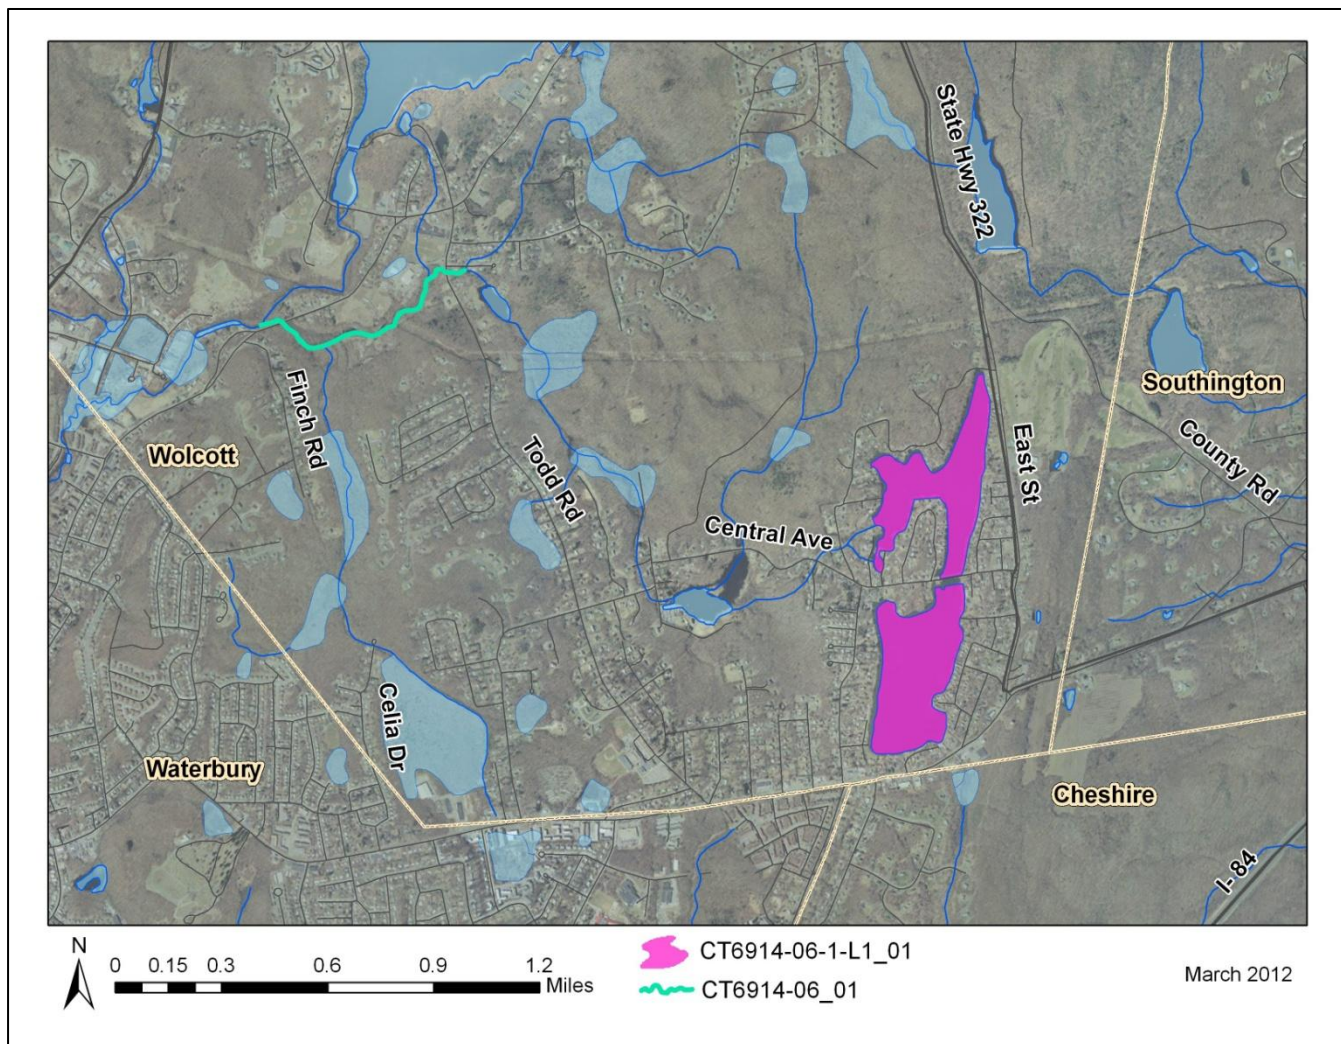 State Hwy 322
Southington
County Rd
East St
Finch Rd
Wolcott
Todd Rd
Central Ave
Celia Dr
Waterbury
Cheshire
I- 84
N
0 0.15 0.3 0.6 0.9 1.2
Miles
CT6914-06-1-L1_01
CT6914-06_01
March 2012